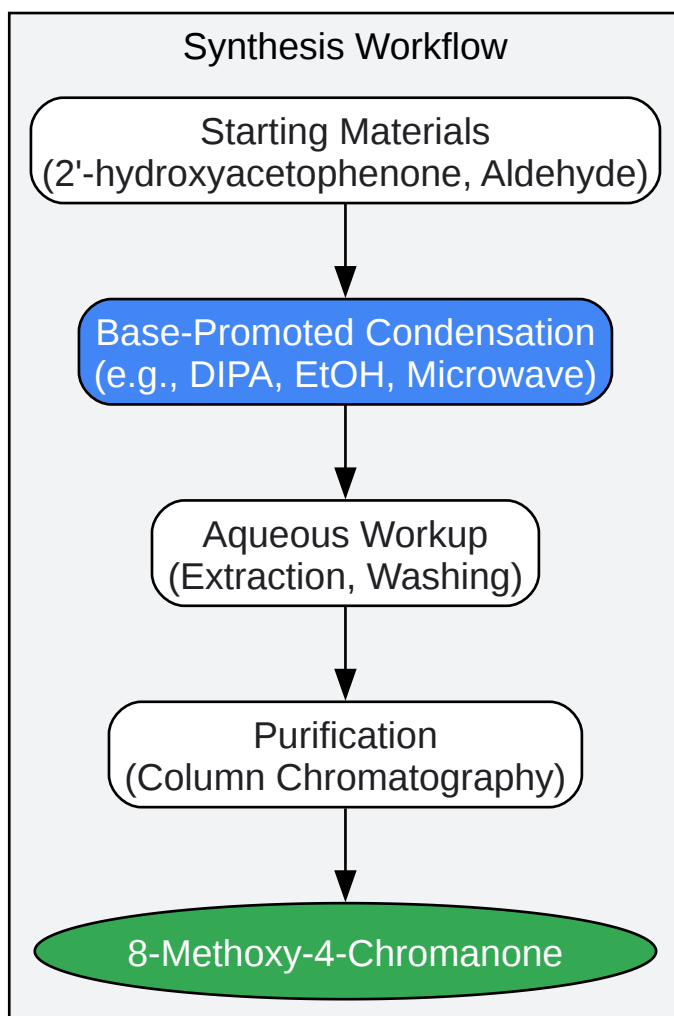 Synthesis Workflow
Starting Materials
(2'-hydroxyacetophenone, Aldehyde)
Base-Promoted Condensation
(e.g., DIPA, EtOH, Microwave)
Aqueous Workup
(Extraction, Washing)
Purification
(Column Chromatography)
8-Methoxy-4-Chromanone